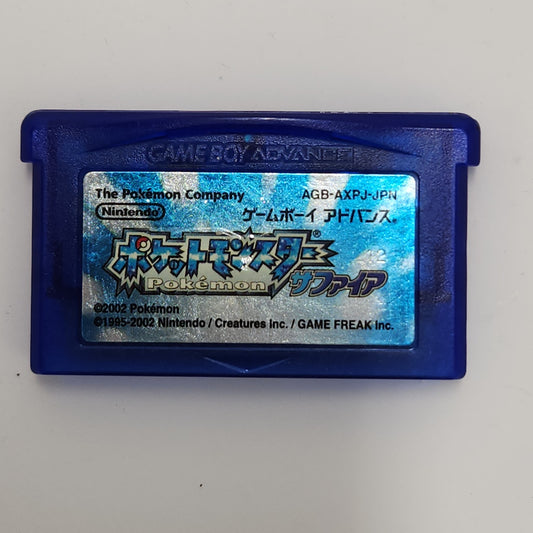 GAME BOY ADVANCE
The Pokémon Company AGB-AXPJ-JPN
Nintendo® ゲームボーイ アドバンス®
ポケットモンスター®
Pokémon サファイア
©2002 Pokémon
©1995-2002 Nintendo / Creatures inc. / GAME FREAK inc.